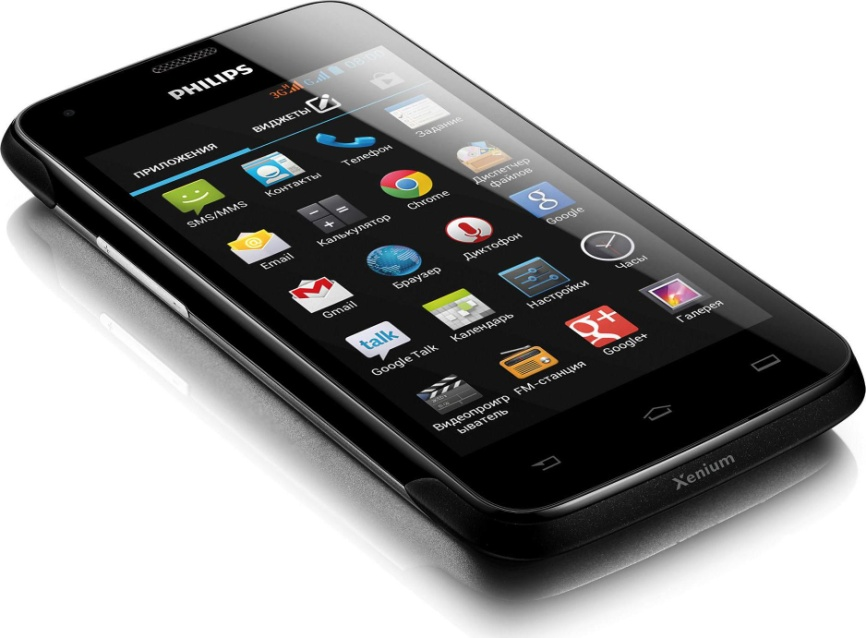 PHILIPS
3G H
G
ПРИЛОЖЕНИЯ
ВИДЖЕТЫ
SMS/MMS
Контакты
Телефон
Задание
Email
Калькулятор
Chrome
Диспетчер
файлов
Gmail
Браузер
Диктофон
Google
Google Talk
talk
Календарь
Настройки
Часы
Видеопроигр
ыватель
FM-станция
g+
Google+
Галерея
Xenium